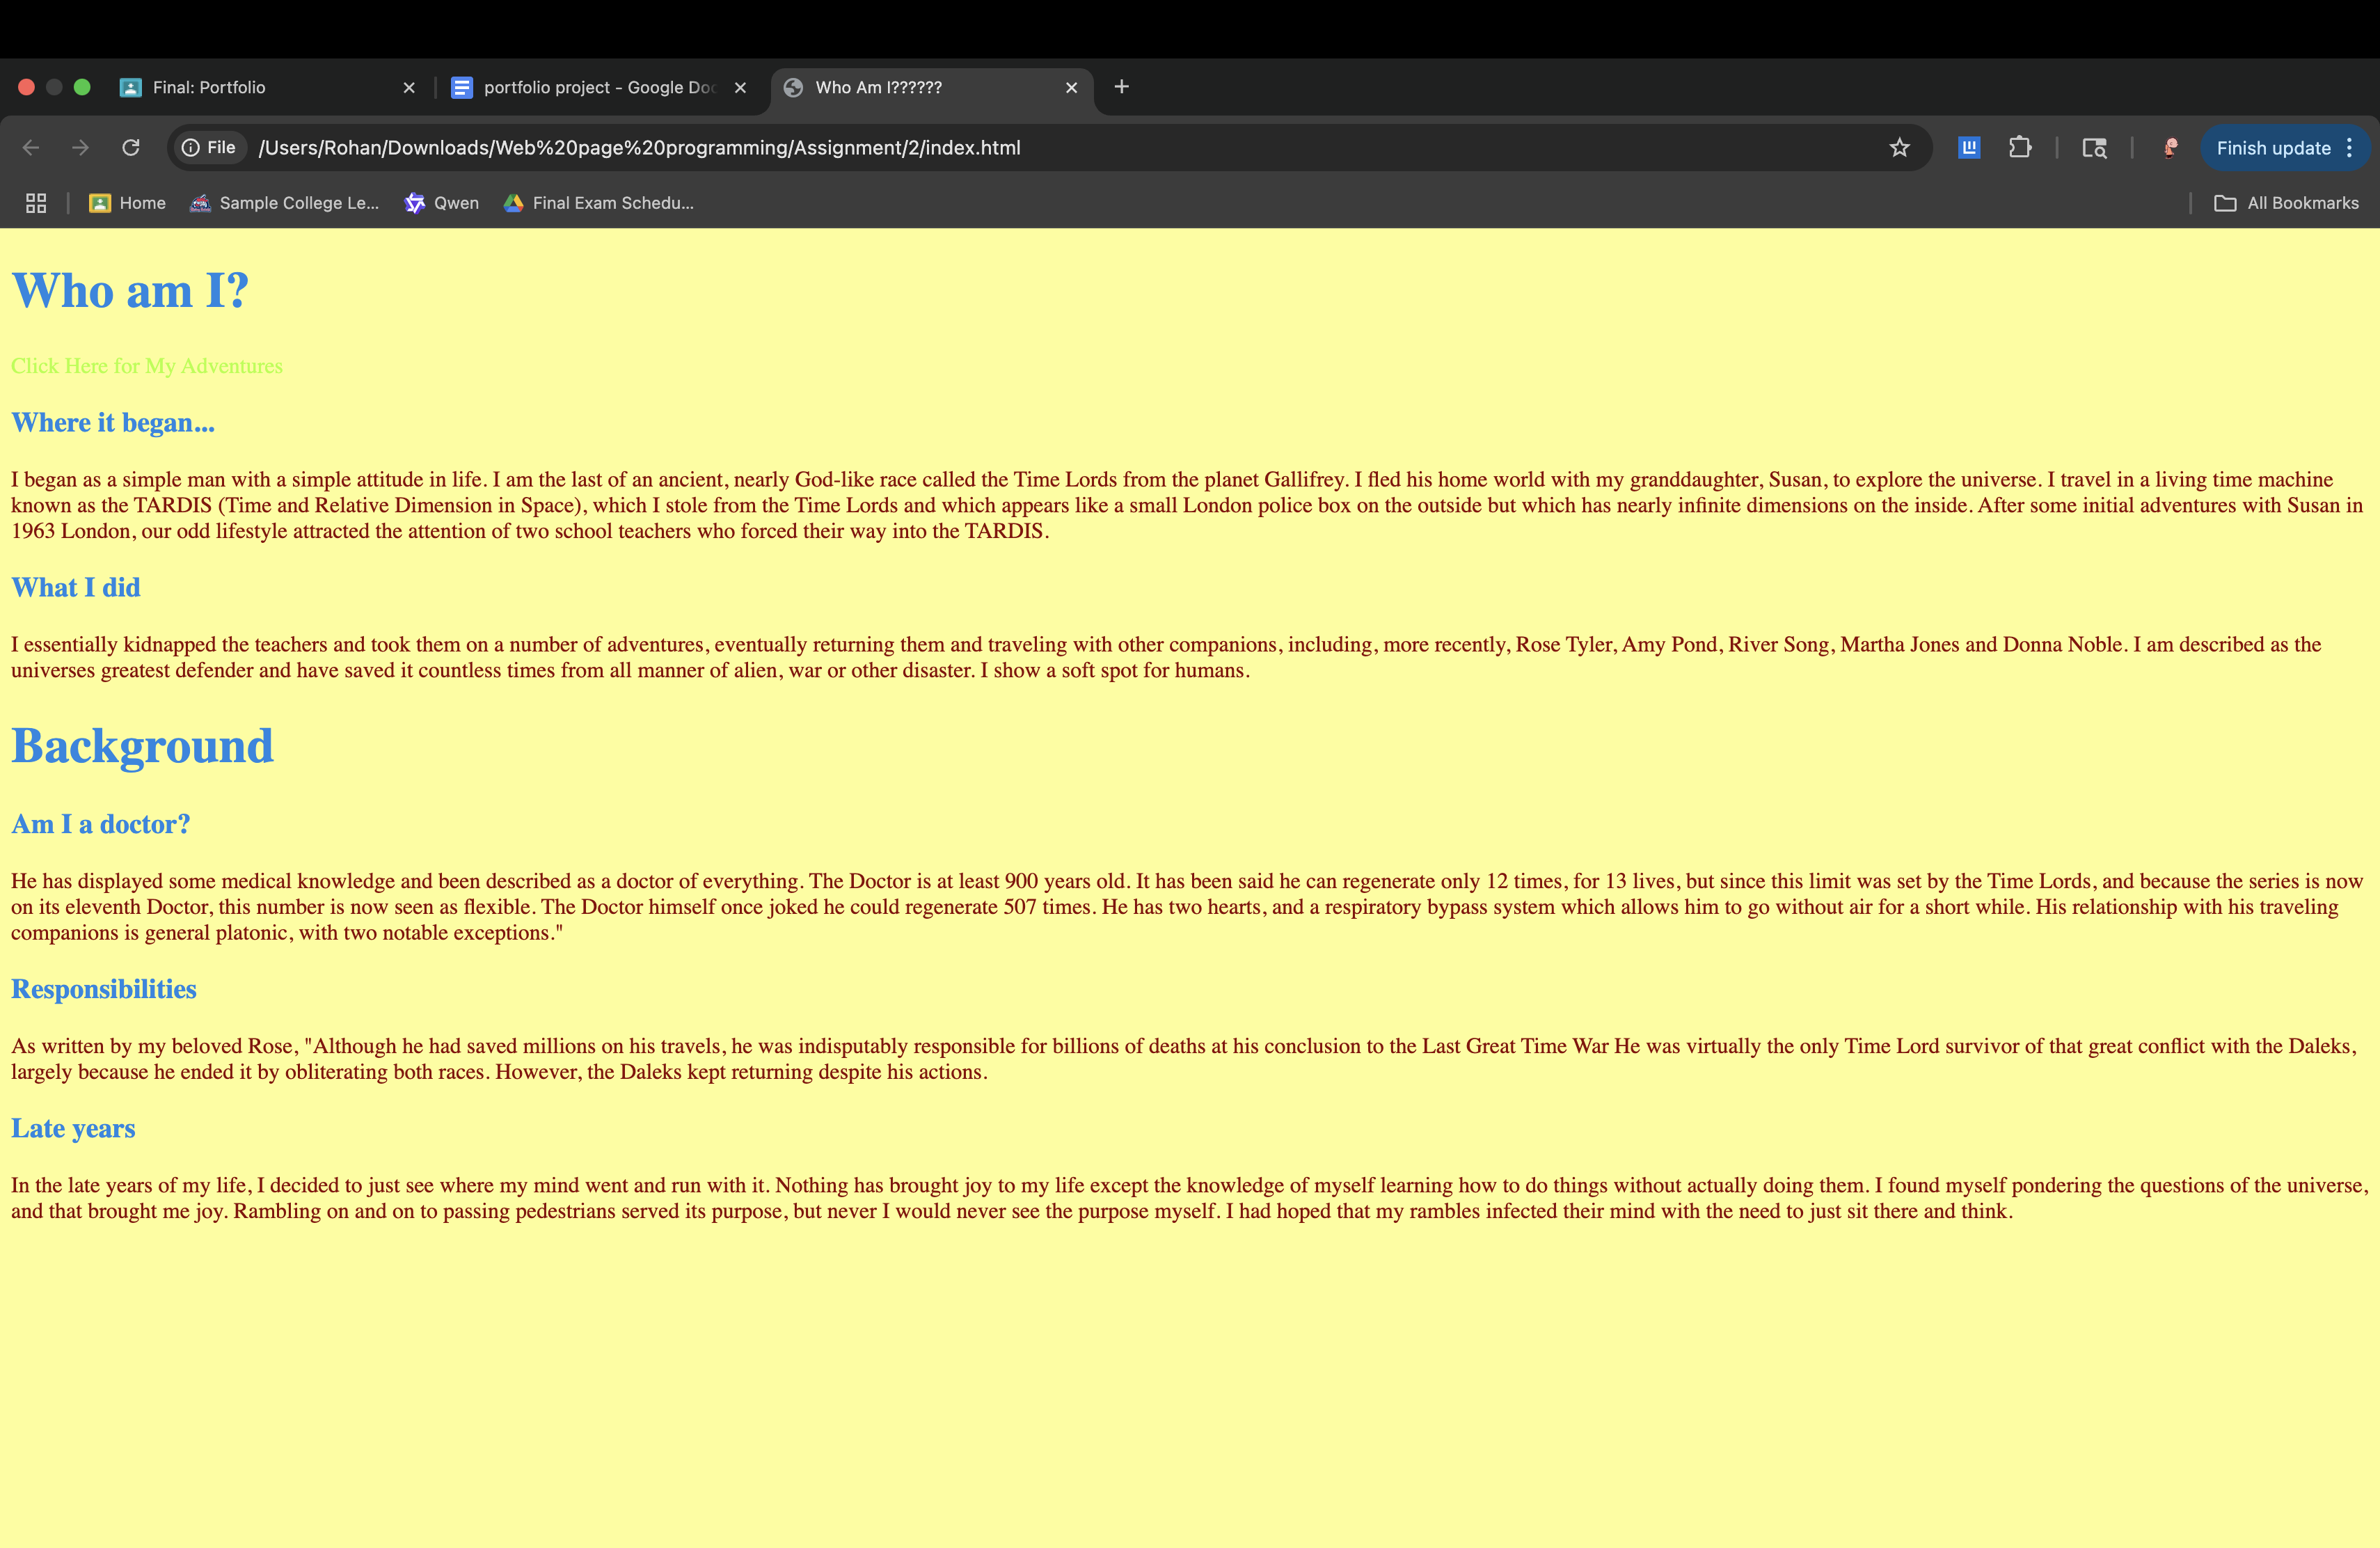 Final: Portfolio
portfolio project - Google Doc
Who Am I??????
File
/Users/Rohan/Downloads/Web%20page%20programming/Assignment/2/index.html
Finish update
Home
Sample College Le...
Qwen
Final Exam Schedu...
All Bookmarks
Who am I?
Click Here for My Adventures
Where it began...
I began as a simple man with a simple attitude in life. I am the last of an ancient, nearly God-like race called the Time Lords from the planet Gallifrey. I fled his home world with my granddaughter, Susan, to explore the universe. I travel in a living time machine
known as the TARDIS (Time and Relative Dimension in Space), which I stole from the Time Lords and which appears like a small London police box on the outside but which has nearly infinite dimensions on the inside. After some initial adventures with Susan in
1963 London, our odd lifestyle attracted the attention of two school teachers who forced their way into the TARDIS.
What I did
I essentially kidnapped the teachers and took them on a number of adventures, eventually returning them and traveling with other companions, including, more recently, Rose Tyler, Amy Pond, River Song, Martha Jones and Donna Noble. I am described as the
universes greatest defender and have saved it countless times from all manner of alien, war or other disaster. I show a soft spot for humans.
Background
Am I a doctor?
He has displayed some medical knowledge and been described as a doctor of everything. The Doctor is at least 900 years old. It has been said he can regenerate only 12 times, for 13 lives, but since this limit was set by the Time Lords, and because the series is now
on its eleventh Doctor, this number is now seen as flexible. The Doctor himself once joked he could regenerate 507 times. He has two hearts, and a respiratory bypass system which allows him to go without air for a short while. His relationship with his traveling
companions is general platonic, with two notable exceptions."
Responsibilities
As written by my beloved Rose, "Although he had saved millions on his travels, he was indisputably responsible for billions of deaths at his conclusion to the Last Great Time War He was virtually the only Time Lord survivor of that great conflict with the Daleks,
largely because he ended it by obliterating both races. However, the Daleks kept returning despite his actions.
Late years
In the late years of my life, I decided to just see where my mind went and run with it. Nothing has brought joy to my life except the knowledge of myself learning how to do things without actually doing them. I found myself pondering the questions of the universe,
and that brought me joy. Rambling on and on to passing pedestrians served its purpose, but never I would never see the purpose myself. I had hoped that my rambles infected their mind with the need to just sit there and think.